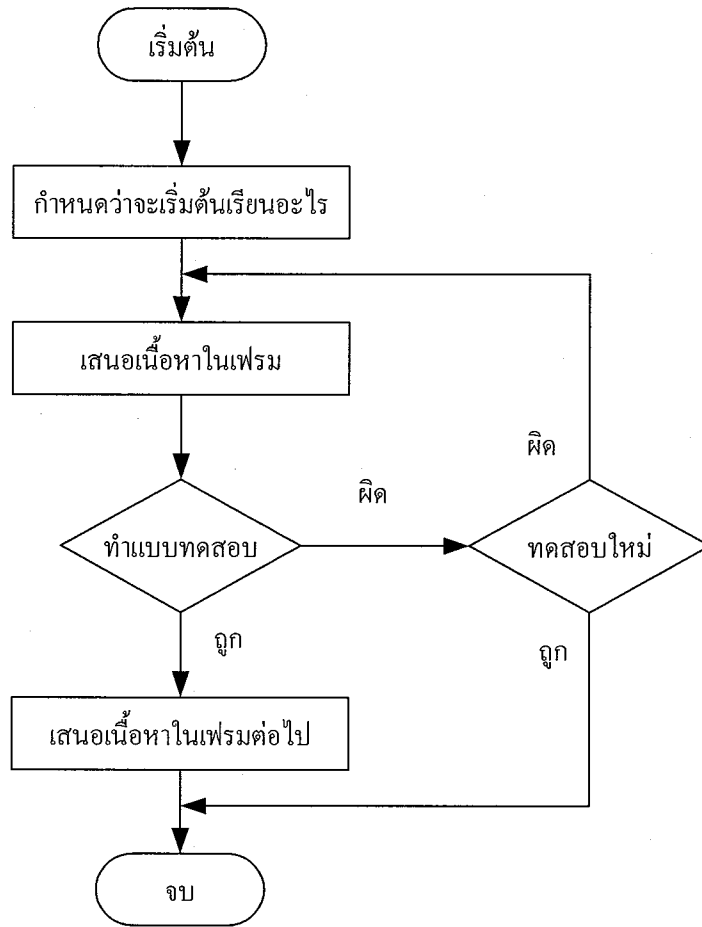 เริ่มต้น
กำหนดว่าจะเริ่มต้นเรียนอะไร
เสนอเนื้อหาในเฟรม
ผิด
ผิด
ทำแบบทดสอบ
ทดสอบใหม่
ถูก
ถูก
เสนอเนื้อหาในเฟรมต่อไป
จบ